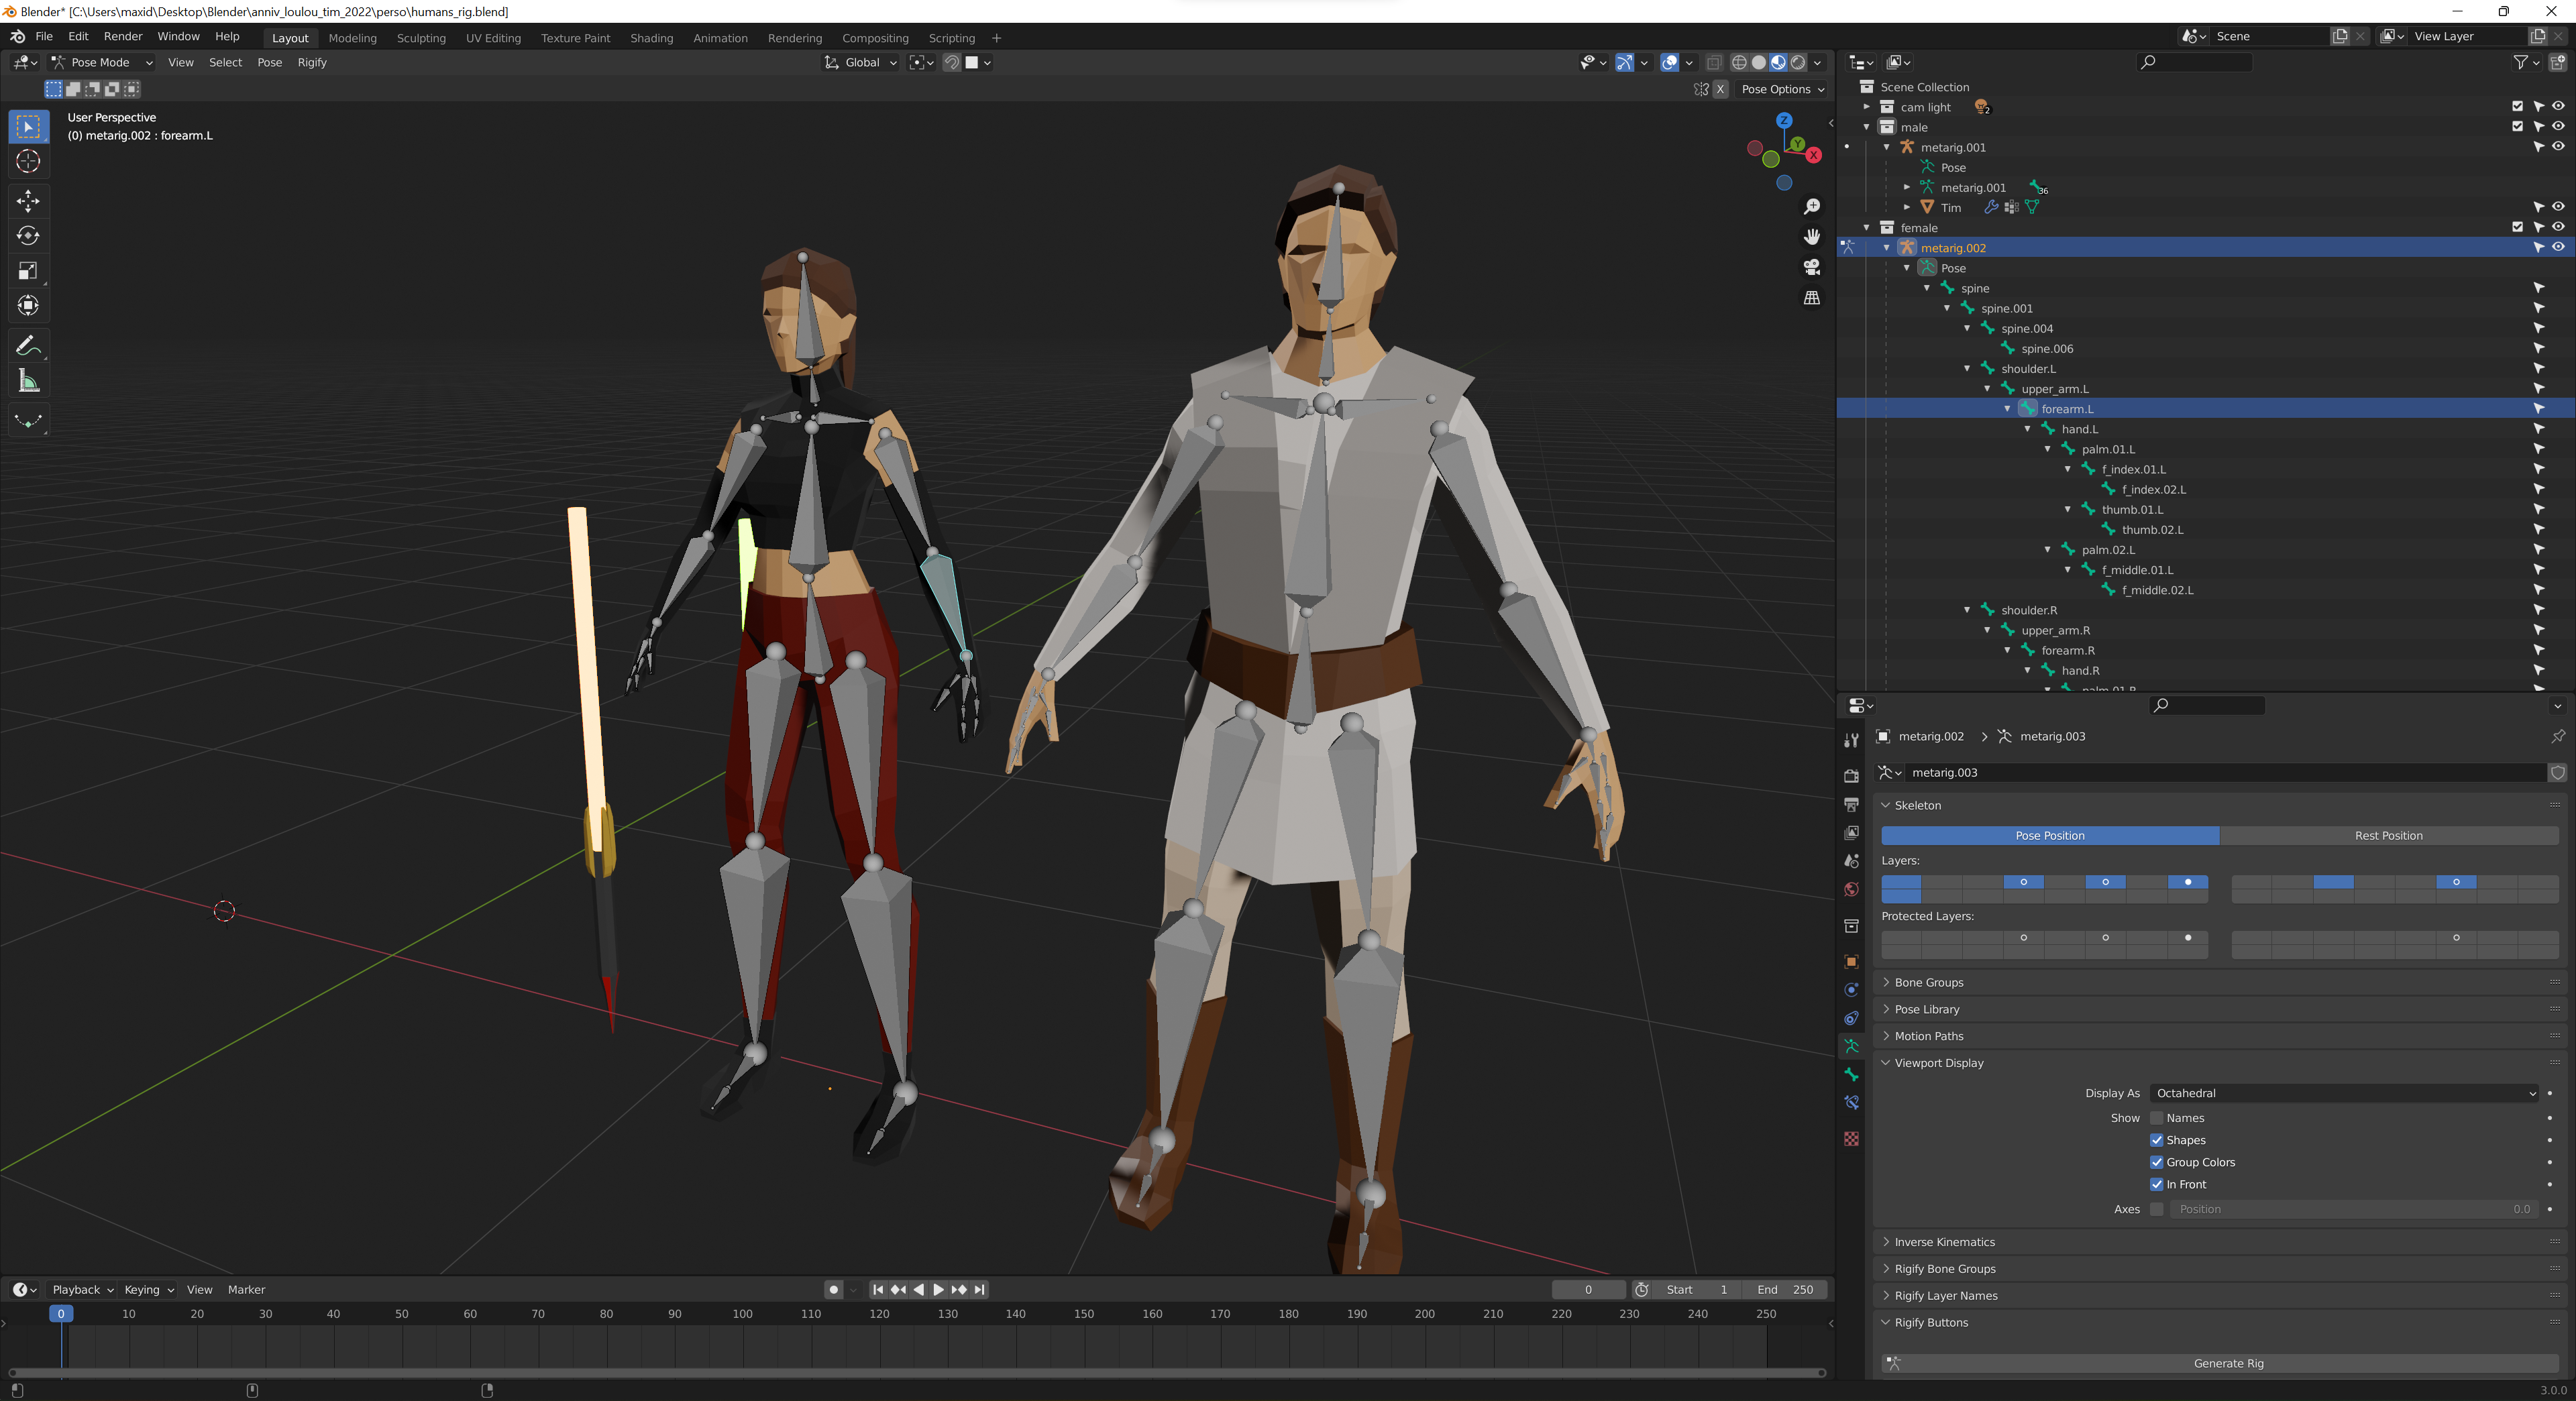 Blender* [C:\Users\maxid\Desktop\Blender\anniv_loulou_tim_2022\perso\humans_rig.blend]
File Edit Render Window Help Layout Modeling Sculpting UV Editing Texture Paint Shading Animation Rendering Compositing Scripting + Scene View Layer
Pose Mode View Select Pose Rigify Global
X Pose Options
User Perspective
(0) metarig.002 : forearm.L
Z
Y
X
Scene Collection
cam light 2
male
metarig.001
Pose
metarig.001 36
Tim
female
metarig.002
Pose
spine
spine.001
spine.004
spine.006
shoulder.L
upper_arm.L
forearm.L
hand.L
palm.01.L
f_index.01.L
f_index.02.L
thumb.01.L
thumb.02.L
palm.02.L
f_middle.01.L
f_middle.02.L
shoulder.R
upper_arm.R
forearm.R
hand.R
palm.01.R
metarig.002 > metarig.003
metarig.003
Skeleton
Pose Position Rest Position
Layers:
Protected Layers:
Bone Groups
Pose Library
Motion Paths
Viewport Display
Display As Octahedral
Show Names
Shapes
Group Colors
In Front
Axes Position 0.0
Inverse Kinematics
Rigify Bone Groups
Rigify Layer Names
Rigify Buttons
Generate Rig
Playback Keying View Marker 0 Start 1 End 250
0 10 20 30 40 50 60 70 80 90 100 110 120 130 140 150 160 170 180 190 200 210 220 230 240 250
3.0.0